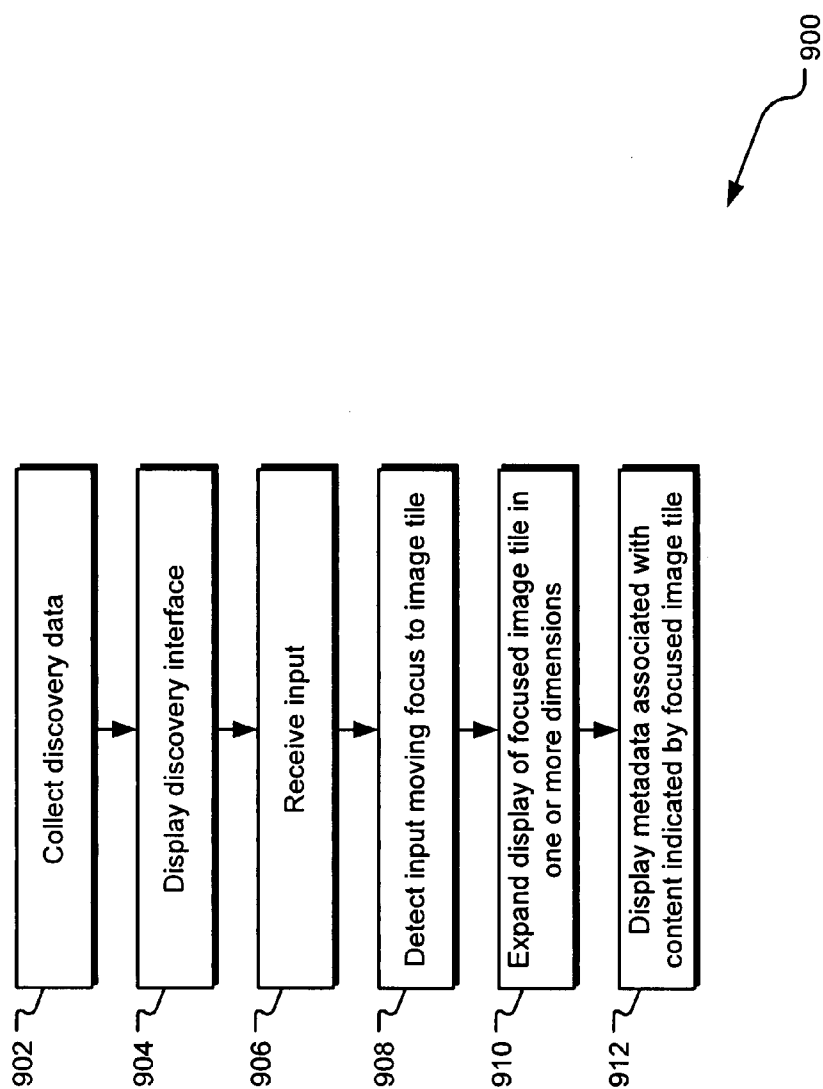 902
Collect discovery data
904
Display discovery interface
906
Receive input
908
Detect input moving focus to image tile
910
Expand display of focused image tile in
one or more dimensions
912
Display metadata associated with
content indicated by focused image tile
900